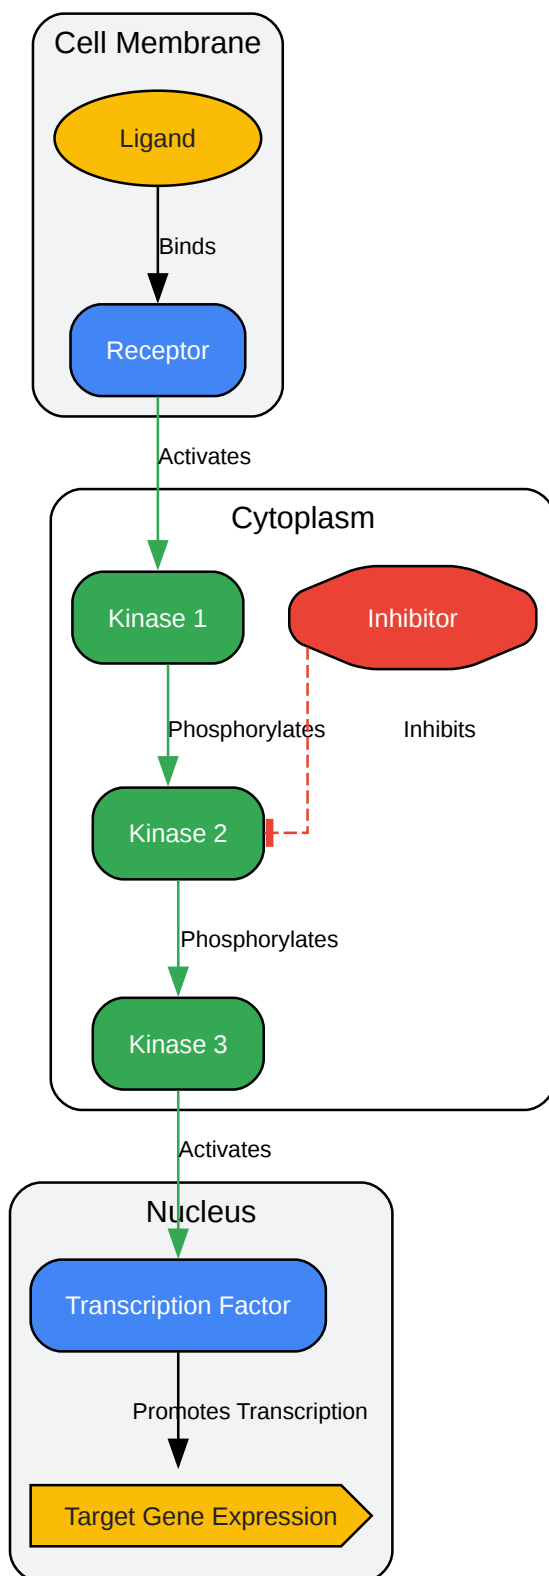 Cell Membrane
Ligand
Binds
Receptor
Activates
Cytoplasm
Kinase 1
Inhibitor
Phosphorylates
Inhibits
Kinase 2
Phosphorylates
Kinase 3
Activates
Nucleus
Transcription Factor
Promotes Transcription
Target Gene Expression